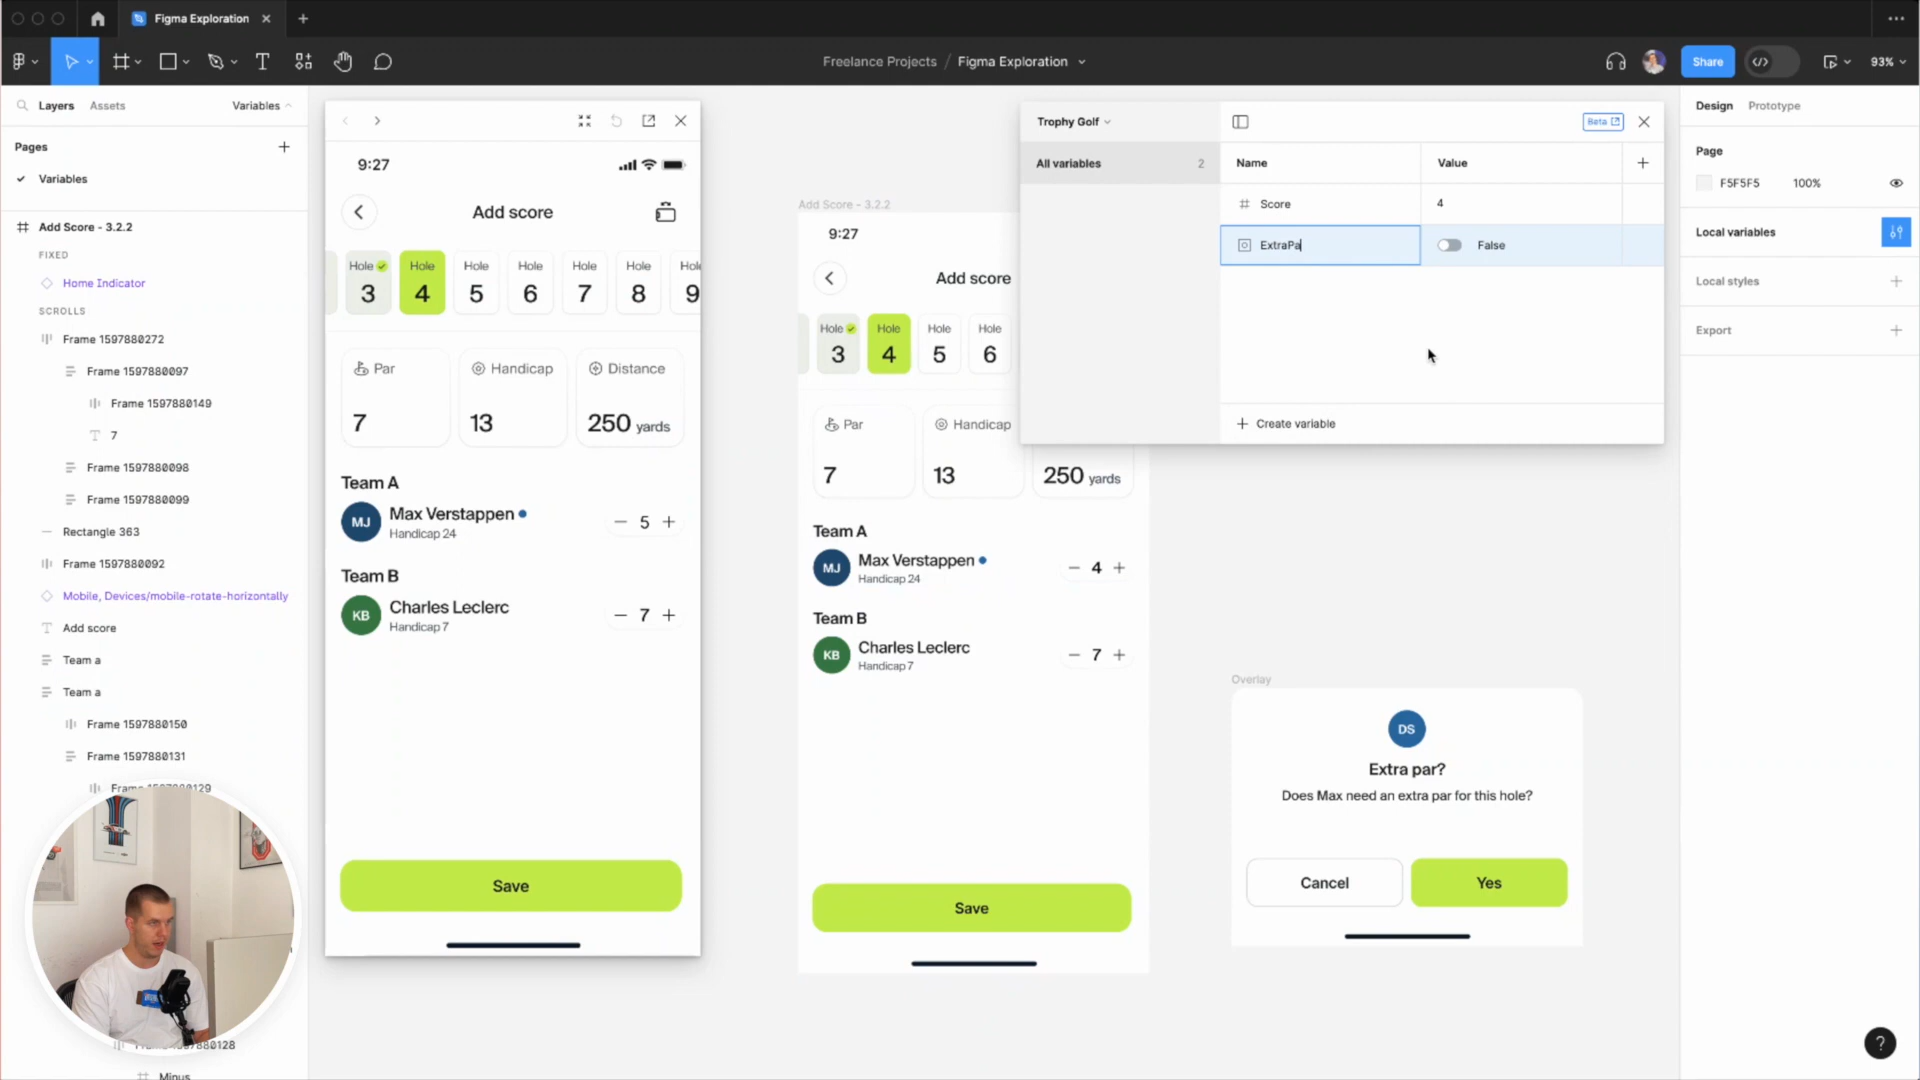 Figma Exploration
Freelance Projects / Figma Exploration
Share
93%
Layers
Assets
Variables
Pages
Variables
Add Score - 3.2.2
FIXED
Home Indicator
SCROLLS
Frame 1597880272
Frame 1597880097
Frame 1597880149
7
Frame 1597880098
Frame 1597880099
Rectangle 363
Frame 1597880092
Mobile, Devices/mobile-rotate-horizontally
Add score
Team a
Team a
Frame 1597880150
Frame 1597880131
Minus
9:27
Add score
Hole
3
Hole
4
Hole
5
Hole
6
Hole
7
Hole
8
9
Par
7
Handicap
13
Distance
250 yards
Team A
MJ
Max Verstappen
Handicap 24
5
Team B
KB
Charles Leclerc
Handicap 7
7
Save
Add Score - 3.2.2
9:27
Add score
Hole
3
Hole
4
Hole
5
Hole
6
Par
7
Handicap
13
250 yards
Team A
MJ
Max Verstappen
Handicap 24
4
Team B
KB
Charles Leclerc
Handicap 7
7
Save
Trophy Golf
Beta
All variables
2
Name
Value
Score
4
ExtraPa
False
Create variable
Overlay
DS
Extra par?
Does Max need an extra par for this hole?
Cancel
Yes
Design
Prototype
Page
F5F5F5
100%
Local variables
Local styles
Export
?